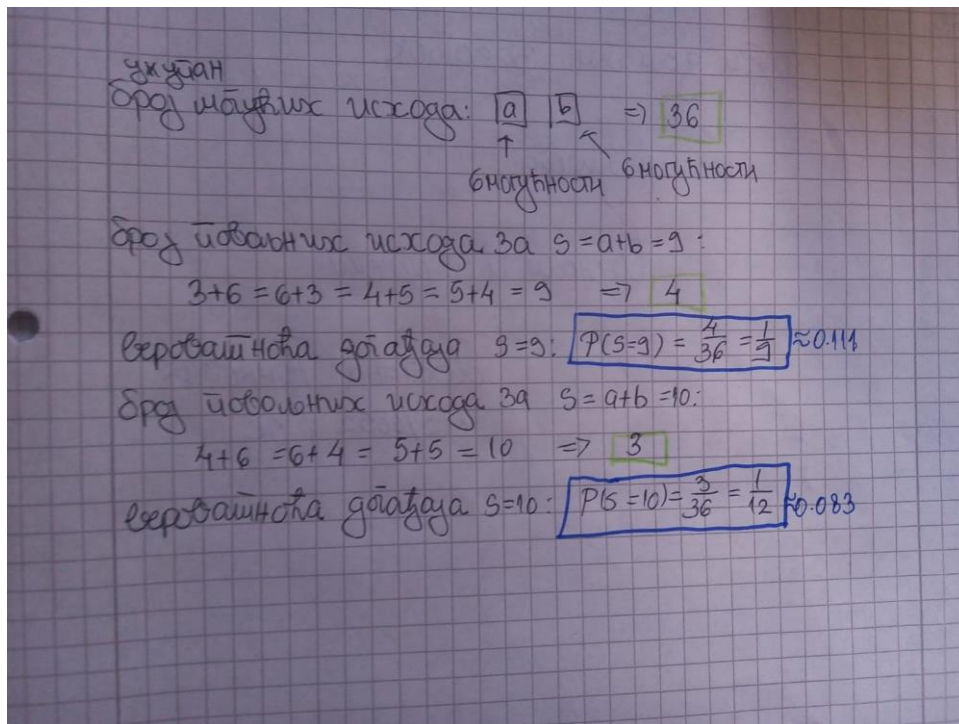 укупан
број могућих исхода: a b => 36
↑ ↖
6 могућности 6 могућности
број повољних исхода за S=a+b=9:
3+6 = 6+3 = 4+5 = 5+4 = 9 => 4
вероватноћа догађаја S=9: P(S=9) = 4/36 = 1/9 ≈0.111
број повољних исхода за S=a+b=10:
4+6 = 6+4 = 5+5 = 10 => 3
вероватноћа догађаја S=10: P(S=10) = 3/36 = 1/12 ≈0.083